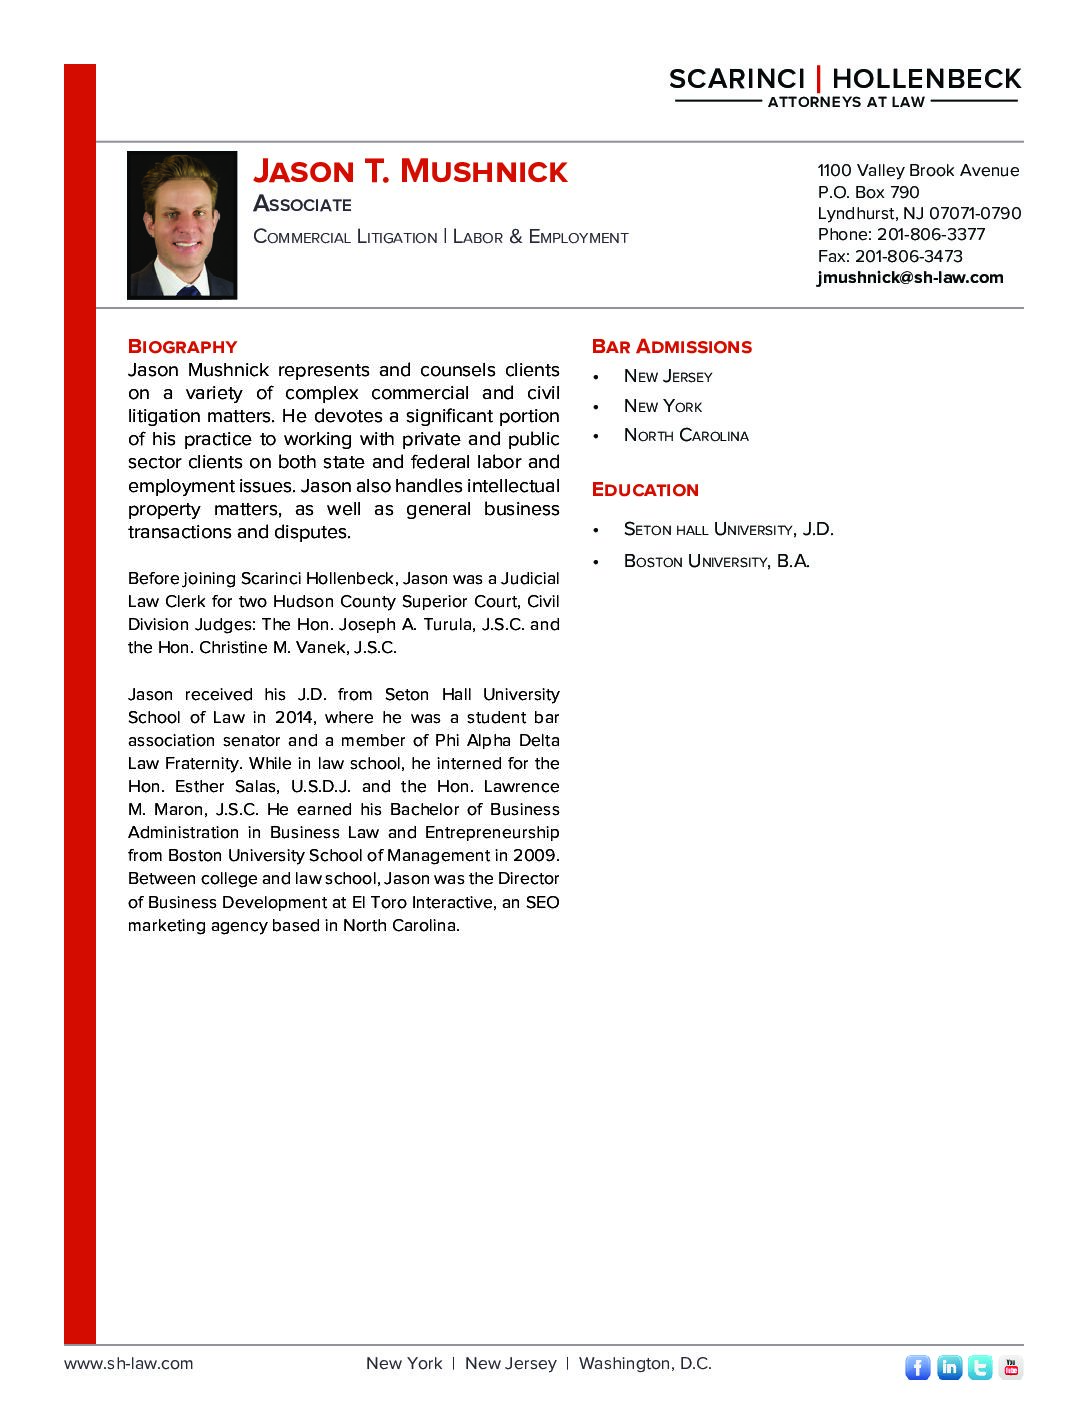 SCARINCI | HOLLENBECK
ATTORNEYS AT LAW
JASON T. MUSHNICK
ASSOCIATE
COMMERCIAL LITIGATION | LABOR & EMPLOYMENT
1100 Valley Brook Avenue
P.O. Box 790
Lyndhurst, NJ 07071-0790
Phone: 201-806-3377
Fax: 201-806-3473
jmushnick@sh-law.com
BIOGRAPHY
Jason Mushnick represents and counsels clients
on a variety of complex commercial and civil
litigation matters. He devotes a significant portion
of his practice to working with private and public
sector clients on both state and federal labor and
employment issues. Jason also handles intellectual
property matters, as well as general business
transactions and disputes.
Before joining Scarinci Hollenbeck, Jason was a Judicial
Law Clerk for two Hudson County Superior Court, Civil
Division Judges: The Hon. Joseph A. Turula, J.S.C. and
the Hon. Christine M. Vanek, J.S.C.
Jason received his J.D. from Seton Hall University
School of Law in 2014, where he was a student bar
association senator and a member of Phi Alpha Delta
Law Fraternity. While in law school, he interned for the
Hon. Esther Salas, U.S.D.J. and the Hon. Lawrence
M. Maron, J.S.C. He earned his Bachelor of Business
Administration in Business Law and Entrepreneurship
from Boston University School of Management in 2009.
Between college and law school, Jason was the Director
of Business Development at El Toro Interactive, an SEO
marketing agency based in North Carolina.
BAR ADMISSIONS
• NEW JERSEY
• NEW YORK
• NORTH CAROLINA
EDUCATION
• SETON HALL UNIVERSITY, J.D.
• BOSTON UNIVERSITY, B.A.
www.sh-law.com
New York | New Jersey | Washington, D.C.
f in t You Tube